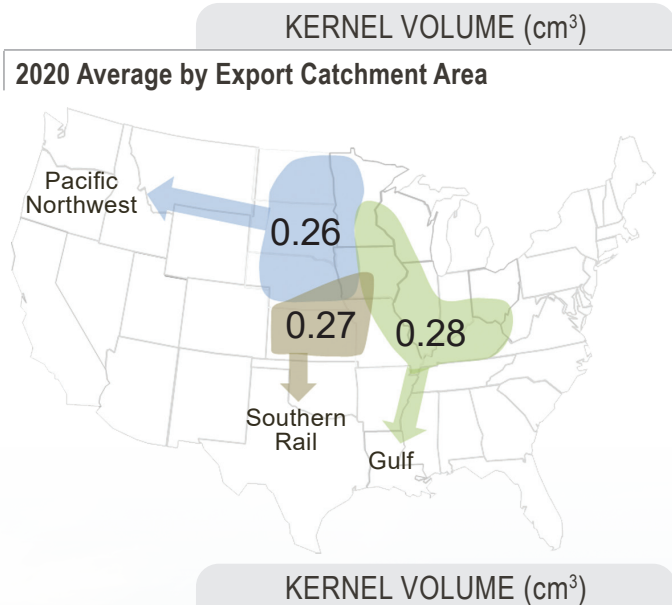 KERNEL VOLUME (cm³)
2020 Average by Export Catchment Area
Pacific
Northwest
0.26
0.27
0.28
Southern
Rail
Gulf
KERNEL VOLUME (cm³)